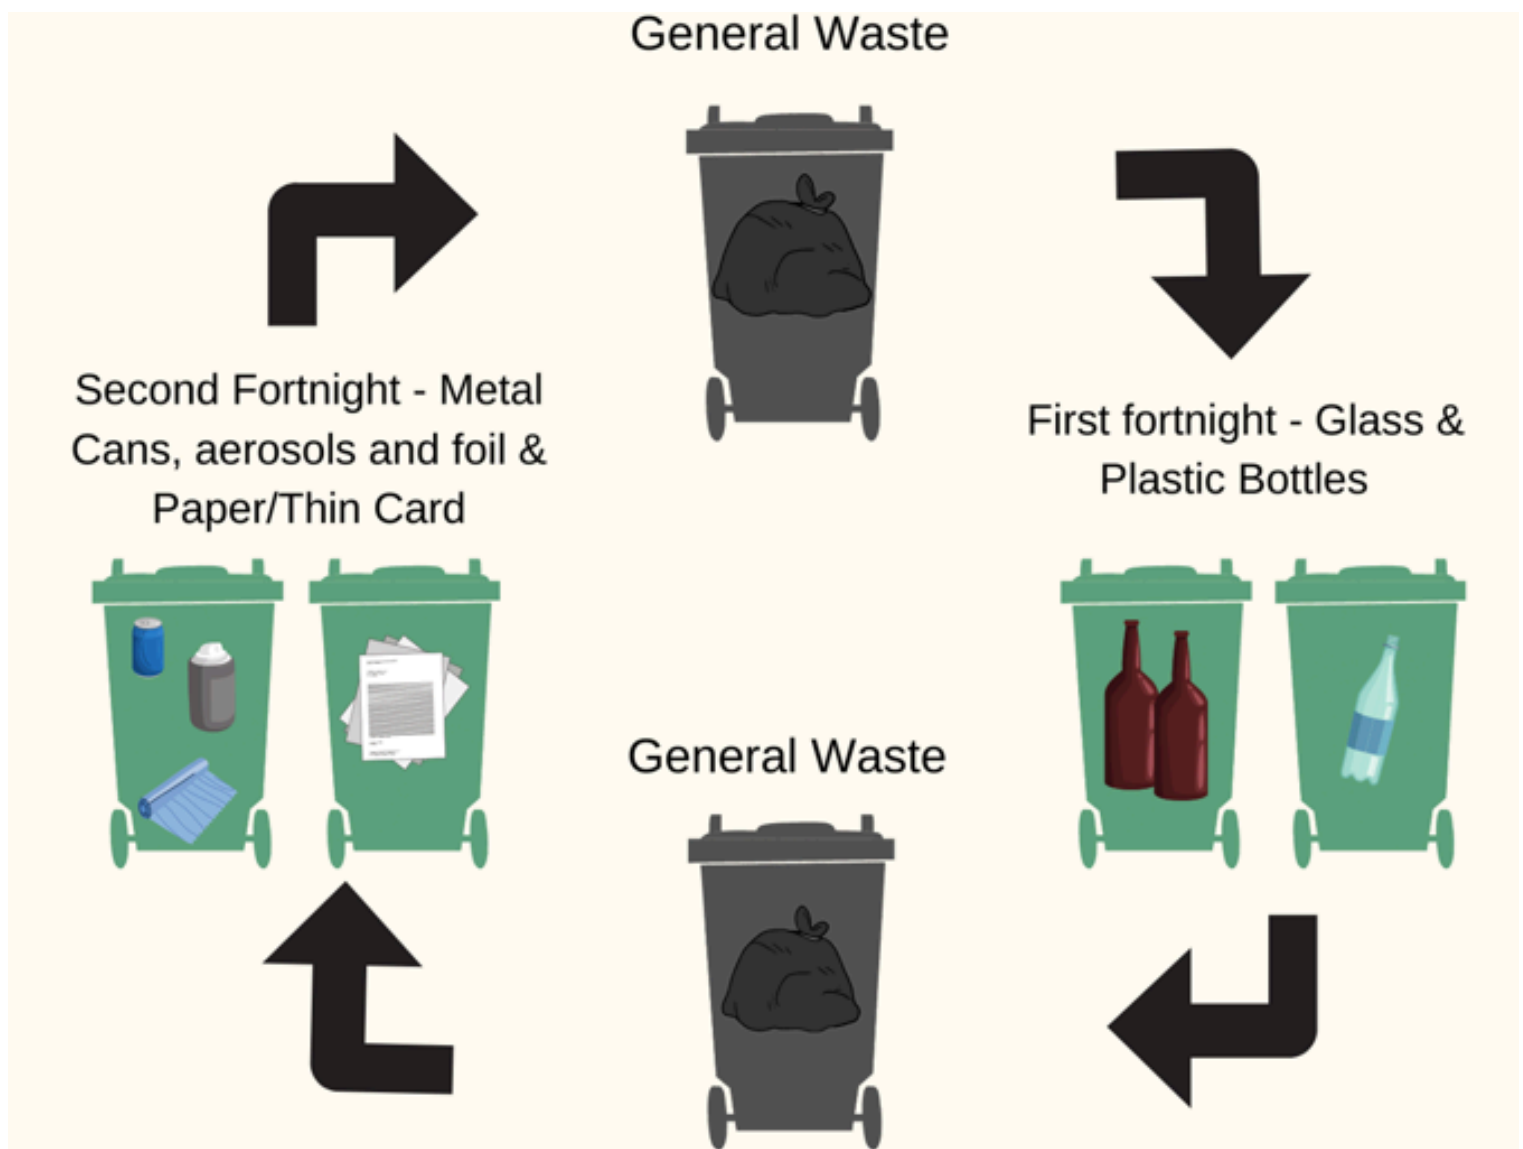 General Waste
Second Fortnight - Metal
Cans, aerosols and foil &
Paper/Thin Card
First fortnight - Glass &
Plastic Bottles
General Waste